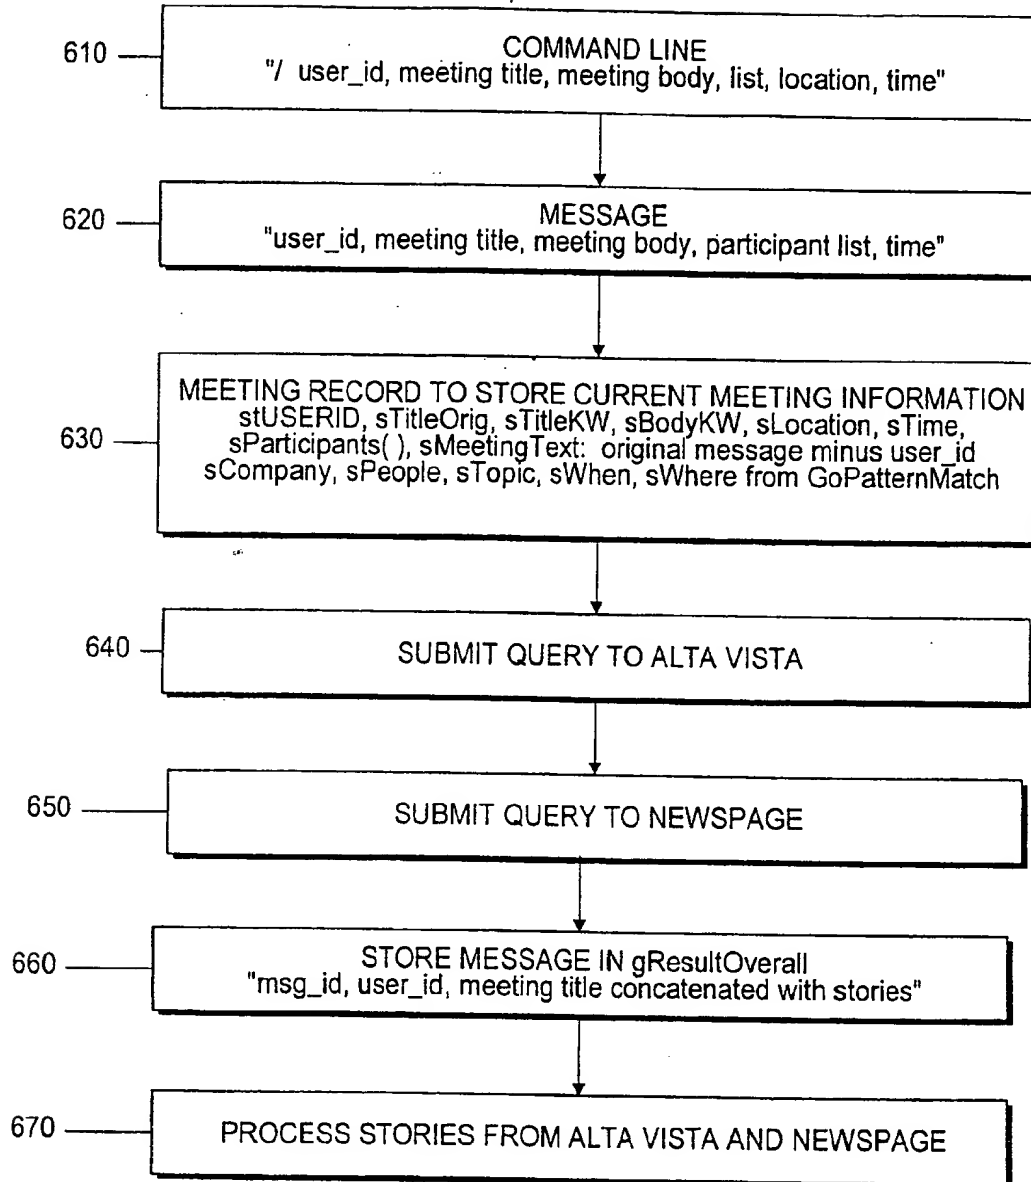 610
COMMAND LINE
"/ user_id, meeting title, meeting body, list, location, time"
620
MESSAGE
"user_id, meeting title, meeting body, participant list, time"
630
MEETING RECORD TO STORE CURRENT MEETING INFORMATION
stUSERID, sTitleOrig, sTitleKW, sBodyKW, sLocation, sTime,
sParticipants( ), sMeetingText: original message minus user_id
sCompany, sPeople, sTopic, sWhen, sWhere from GoPatternMatch
640
SUBMIT QUERY TO ALTA VISTA
650
SUBMIT QUERY TO NEWSPAGE
660
STORE MESSAGE IN gResultOverall
"msg_id, user_id, meeting title concatenated with stories"
670
PROCESS STORIES FROM ALTA VISTA AND NEWSPAGE